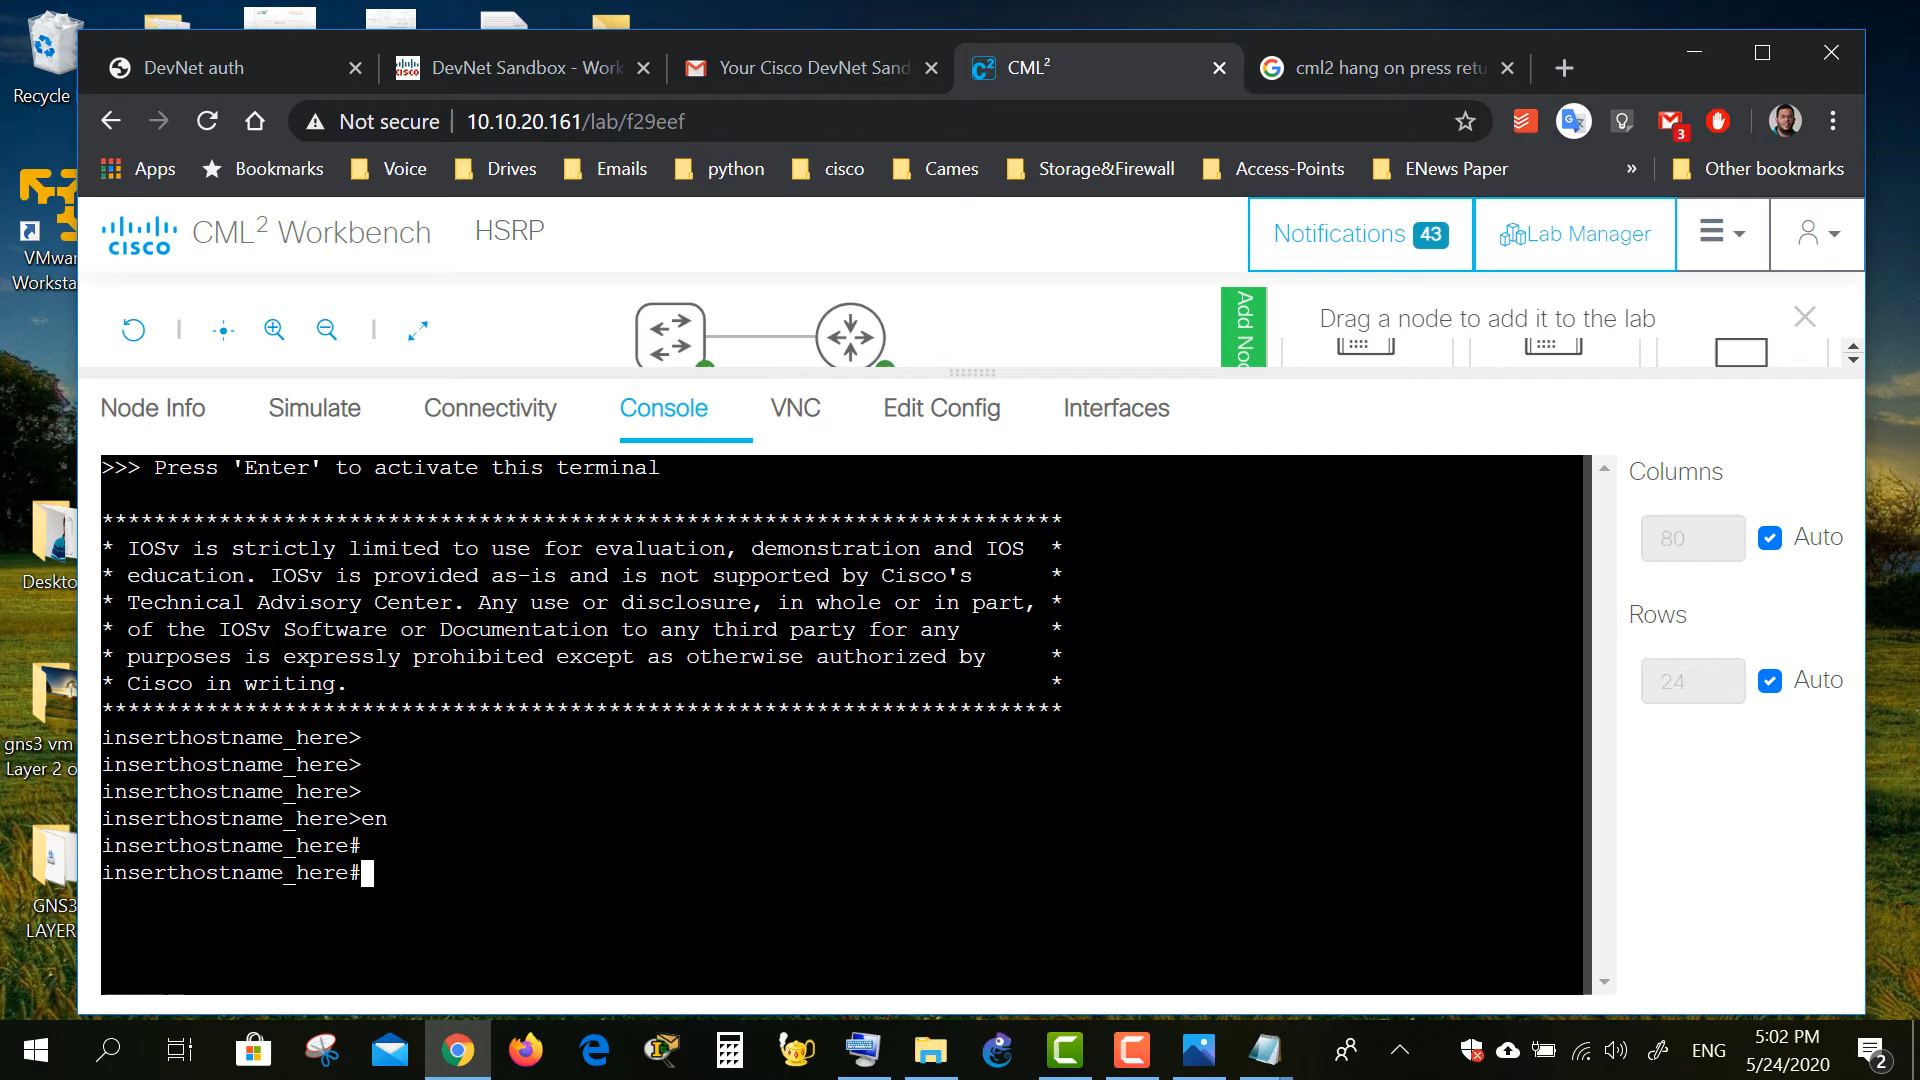 Recycle
VMwar
Worksta
Deskto
gns3 vm
Layer 2 o
GNS3
LAYER
DevNet auth
DevNet Sandbox - Work
Your Cisco DevNet Sand
CML²
cml2 hang on press retu
Not secure
10.10.20.161/lab/f29eef
3
Apps
Bookmarks
Voice
Drives
Emails
python
cisco
Cames
Storage&Firewall
Access-Points
ENews Paper
»
Other bookmarks
CISCO
CML² Workbench
HSRP
Notifications 43
Lab Manager
Add No
Drag a node to add it to the lab
Node Info
Simulate
Connectivity
Console
VNC
Edit Config
Interfaces
>>> Press 'Enter' to activate this terminal
**************************************************************************
* IOSv is strictly limited to use for evaluation, demonstration and IOS  *
* education. IOSv is provided as-is and is not supported by Cisco's      *
* Technical Advisory Center. Any use or disclosure, in whole or in part, *
* of the IOSv Software or Documentation to any third party for any       *
* purposes is expressly prohibited except as otherwise authorized by     *
* Cisco in writing.                                                      *
**************************************************************************
inserthostname_here>
inserthostname_here>
inserthostname_here>
inserthostname_here>en
inserthostname_here#
inserthostname_here#
Columns
80
Auto
Rows
24
Auto
ENG
5:02 PM
5/24/2020
2